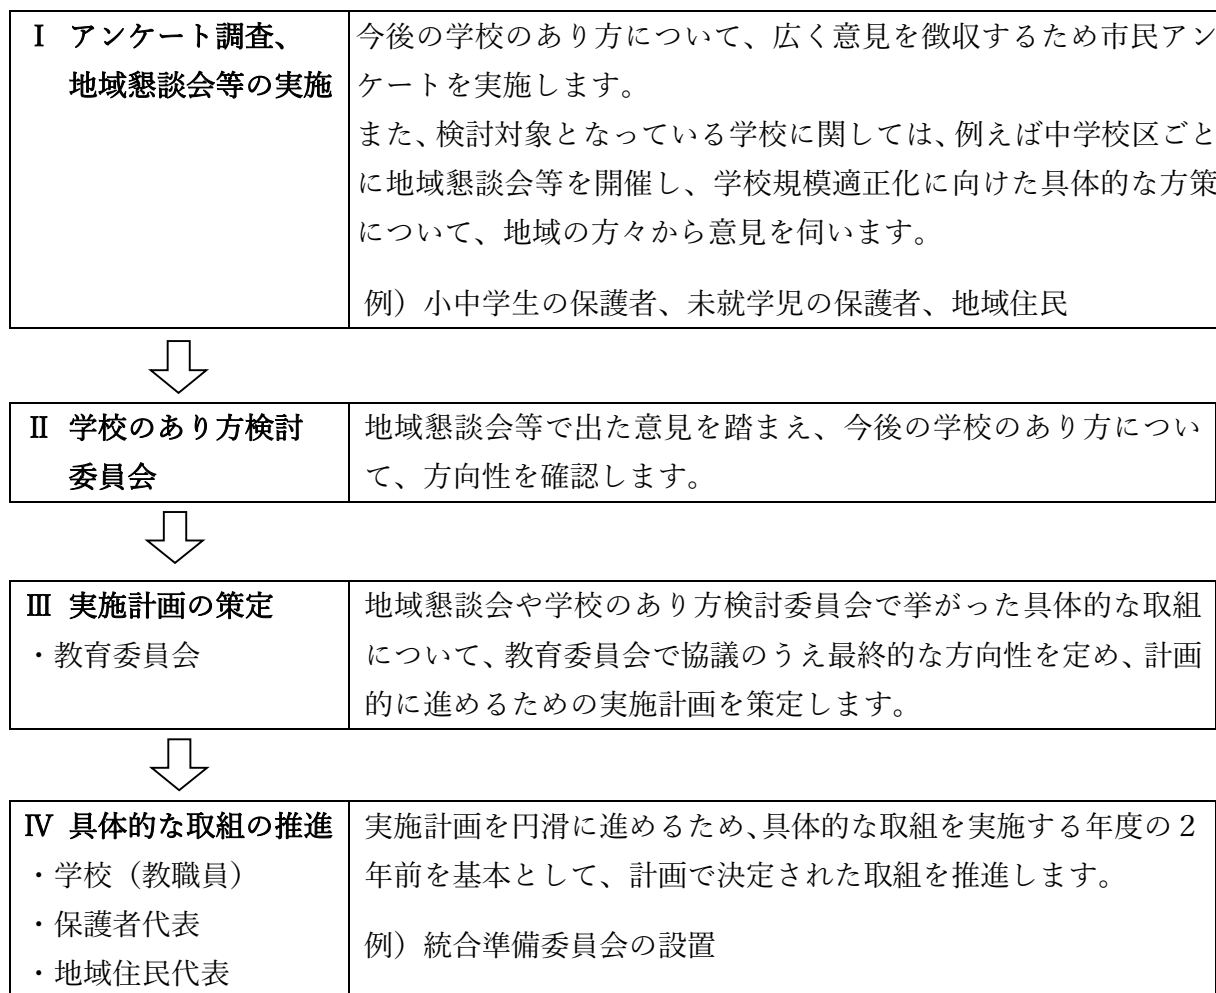 Ⅰ アンケート調査、
地域懇談会等の実施
今後の学校のあり方について、広く意見を徴収するため市民アン
ケートを実施します。
また、検討対象となっている学校に関しては、例えば中学校区ごと
に地域懇談会等を開催し、学校規模適正化に向けた具体的な方策
について、地域の方々から意見を伺います。
例）小中学生の保護者、未就学児の保護者、地域住民
Ⅱ 学校のあり方検討
委員会
地域懇談会等で出た意見を踏まえ、今後の学校のあり方につい
て、方向性を確認します。
Ⅲ 実施計画の策定
・教育委員会
地域懇談会や学校のあり方検討委員会で挙がった具体的な取組
について、教育委員会で協議のうえ最終的な方向性を定め、計画
的に進めるための実施計画を策定します。
Ⅳ 具体的な取組の推進
・学校（教職員）
・保護者代表
・地域住民代表
実施計画を円滑に進めるため、具体的な取組を実施する年度の２
年前を基本として、計画で決定された取組を推進します。
例）統合準備委員会の設置